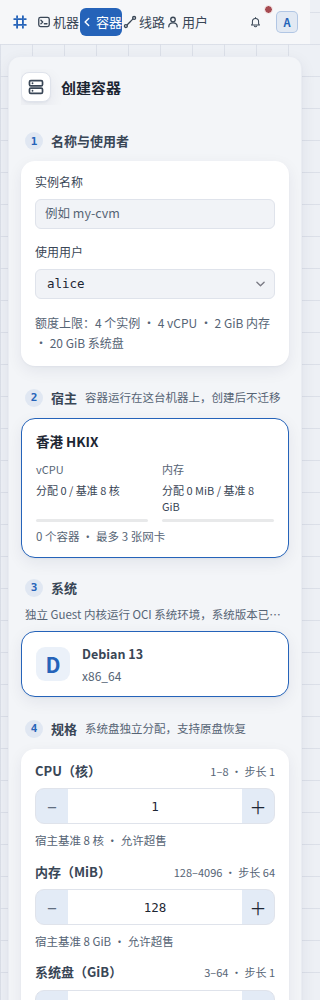 机器 容器 线路 用户 A
创建容器
1 名称与使用者
实例名称
例如 my-cvm
使用用户
alice
额度上限：4 个实例 · 4 vCPU · 2 GiB 内存
· 20 GiB 系统盘
2 宿主 容器运行在这台机器上，创建后不迁移
香港 HKIX
vCPU 内存
分配 0 / 基准 8 核 分配 0 MiB / 基准 8
GiB
0 个容器 · 最多 3 张网卡
3 系统
独立 Guest 内核运行 OCI 系统环境，系统版本已…
D Debian 13
x86_64
4 规格 系统盘独立分配，支持原盘恢复
CPU（核） 1–8 · 步长 1
− 1 +
宿主基准 8 核 · 允许超售
内存（MiB） 128–4096 · 步长 64
− 128 +
宿主基准 8 GiB · 允许超售
系统盘（GiB） 3–64 · 步长 1